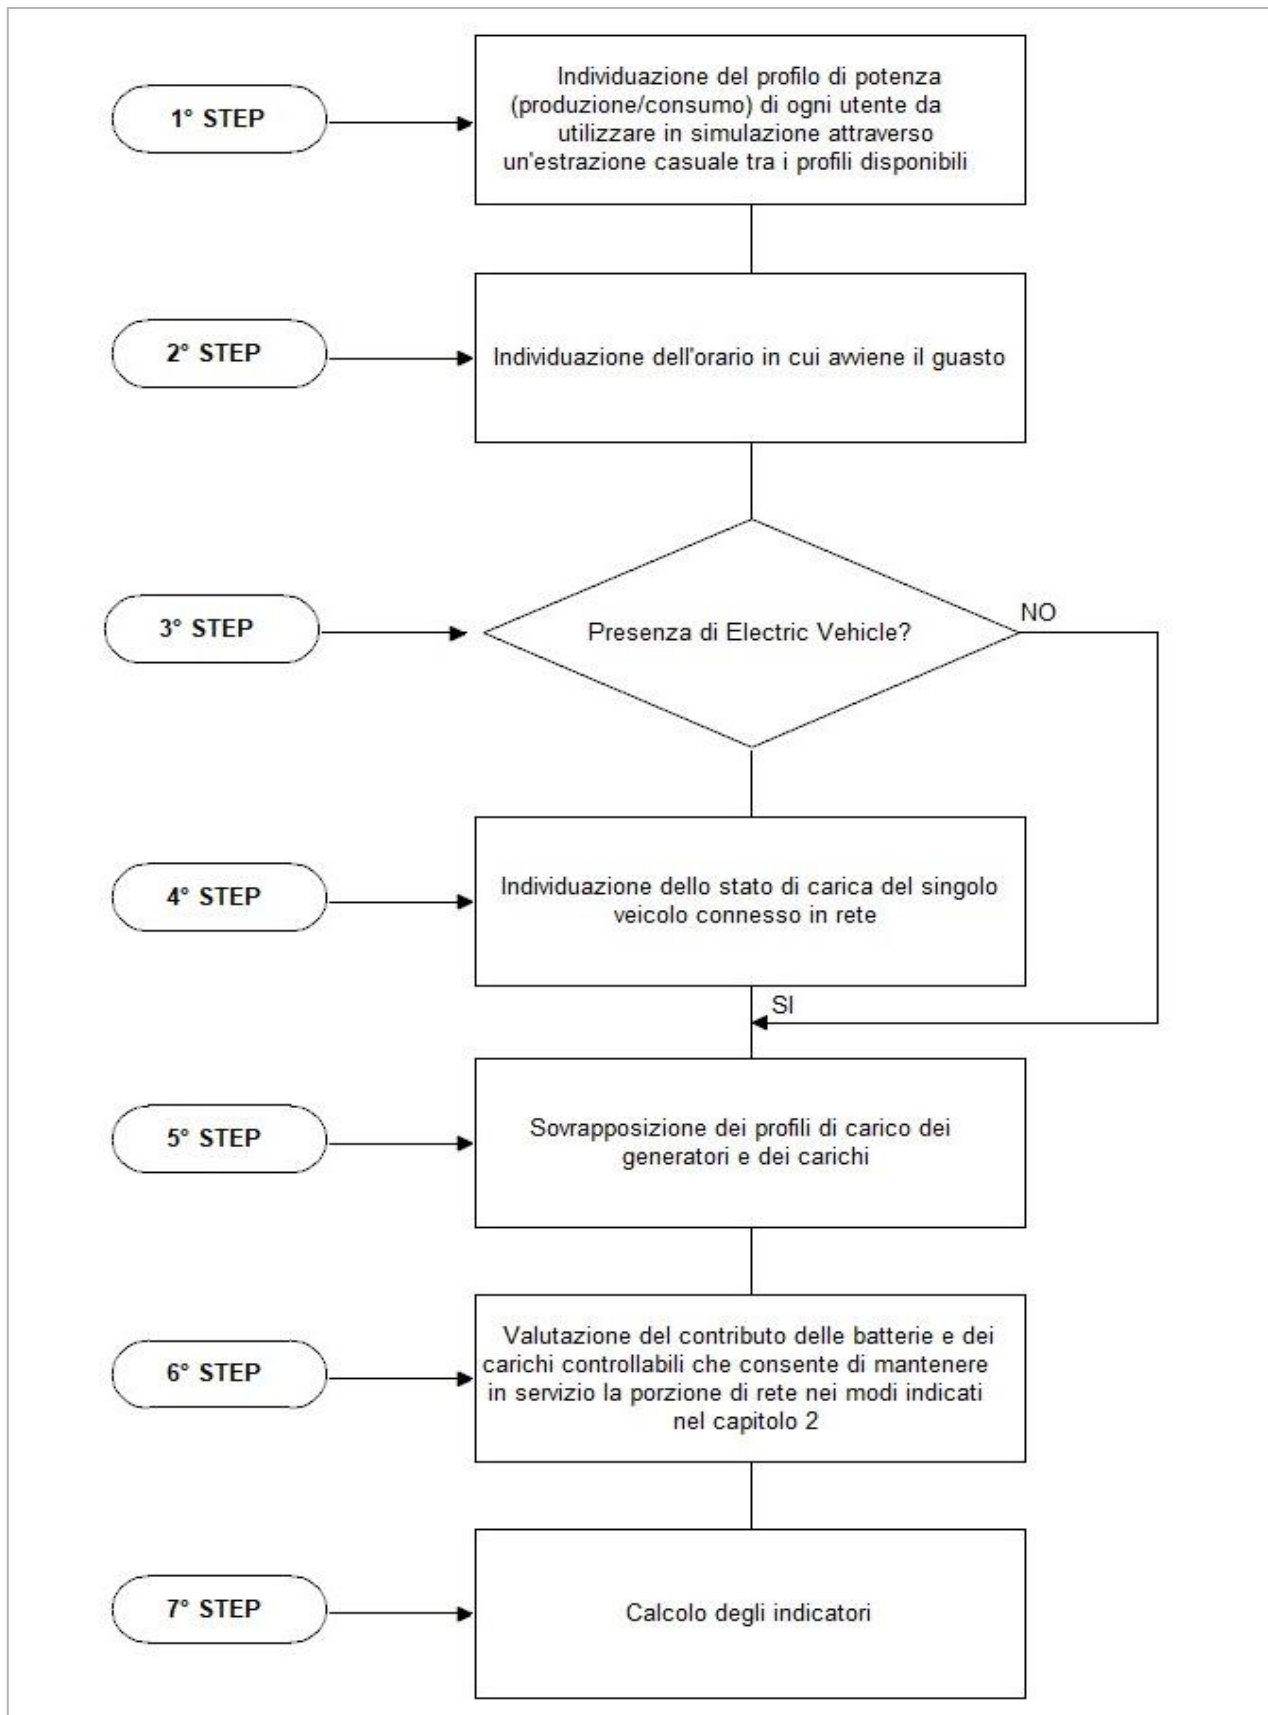 1° STEP
Individuazione del profilo di potenza
(produzione/consumo) di ogni utente da
utilizzare in simulazione attraverso
un'estrazione casuale tra i profili disponibili
2° STEP
Individuazione dell'orario in cui avviene il guasto
3° STEP
Presenza di Electric Vehicle?
NO
4° STEP
Individuazione dello stato di carica del singolo
veicolo connesso in rete
SI
5° STEP
Sovrapposizione dei profili di carico dei
generatori e dei carichi
6° STEP
Valutazione del contributo delle batterie e dei
carichi controllabili che consente di mantenere
in servizio la porzione di rete nei modi indicati
nel capitolo 2
7° STEP
Calcolo degli indicatori